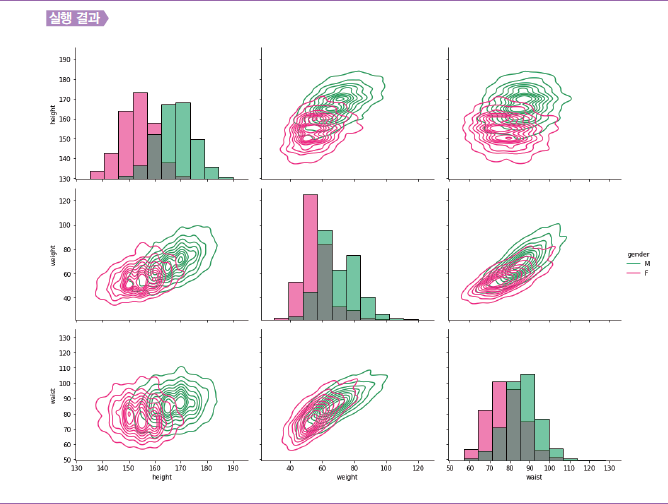 실행 결과
190
180
170
160
150
140
130
height
120
100
80
60
40
weight
gender
M
F
130
120
110
100
90
80
70
60
50
waist
130 140 150 160 170 180 190
40 60 80 100 120
50 60 70 80 90 100 110 120 130
height weight waist